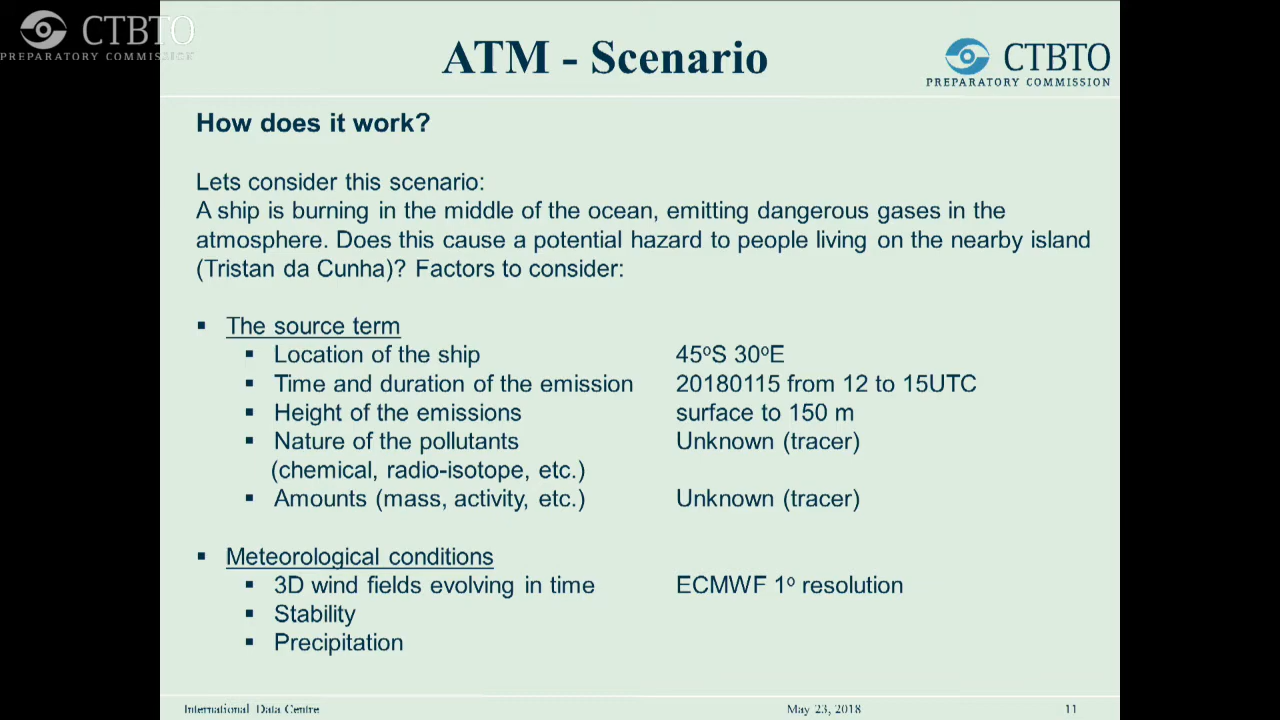 CTBTO
PREPARATORY COMMISSION
ATM - Scenario
CTBTO
PREPARATORY COMMISSION
How does it work?
Lets consider this scenario:
A ship is burning in the middle of the ocean, emitting dangerous gases in the
atmosphere. Does this cause a potential hazard to people living on the nearby island
(Tristan da Cunha)? Factors to consider:
▪ The source term
▪ Location of the ship 45ºS 30ºE
▪ Time and duration of the emission 20180115 from 12 to 15UTC
▪ Height of the emissions surface to 150 m
▪ Nature of the pollutants Unknown (tracer)
(chemical, radio-isotope, etc.)
▪ Amounts (mass, activity, etc.) Unknown (tracer)
▪ Meteorological conditions
▪ 3D wind fields evolving in time ECMWF 1º resolution
▪ Stability
▪ Precipitation
International Data Centre May 23, 2018 11